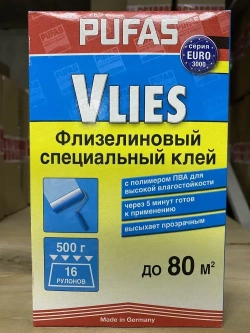 PUFAS
серия
EURO
3000
VLIES
Флизелиновый
специальный клей
с полимером ПВА для
высокой влагостойкости
через 5 минут готов
к применению
высыхает прозрачным
500 г
16
РУЛОНОВ
до 80 м²
Made in Germany